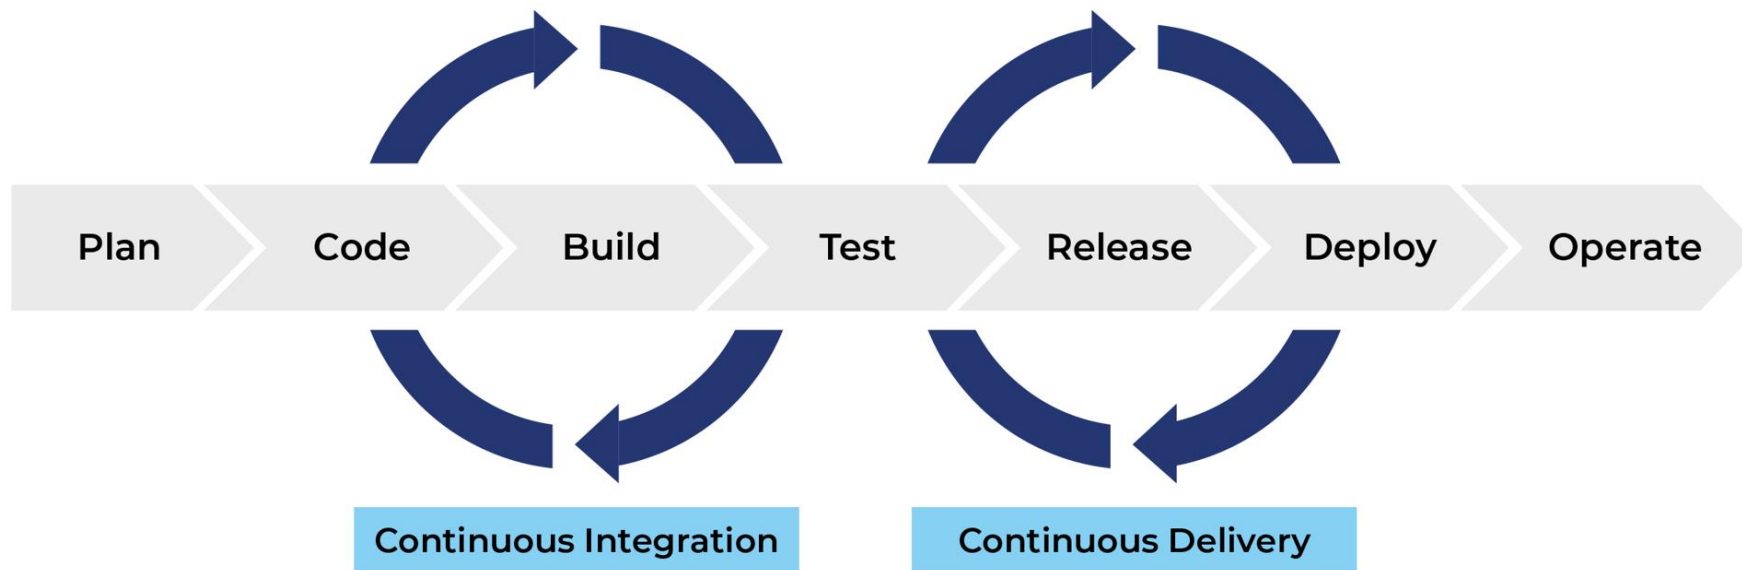 Plan Code Build Test Release Deploy Operate
Continuous Integration Continuous Delivery